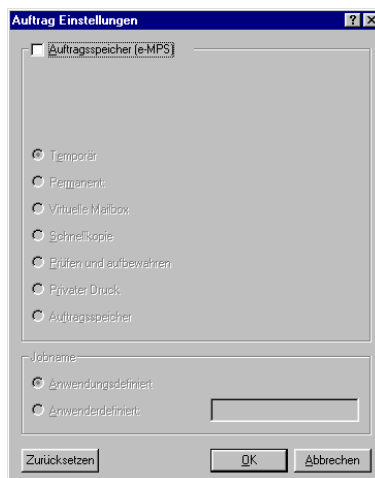 Auftrag Einstellungen
Auftragsspeicher (e-MPS)
Temporär
Permanent
Virtuelle Mailbox
Schnellkopie
Prüfen und aufbewahren
Privater Druck
Auftragsspeicher
Jobname
Anwendungsdefiniert
Anwenderdefiniert:
Zurücksetzen OK Abbrechen